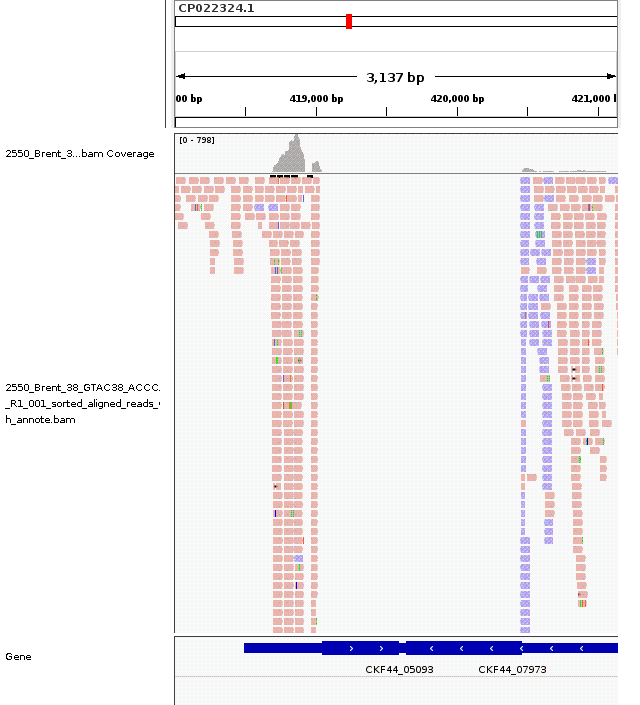 CP022324.1
3,137 bp
00 bp 419,000 bp 420,000 bp 421,000 l
[0 - 798]
2550_Brent_3...bam Coverage
2550_Brent_38_GTAC38_ACCC.
_R1_001_sorted_aligned_reads_
h_annote.bam
Gene
CKF44_05093 CKF44_07973